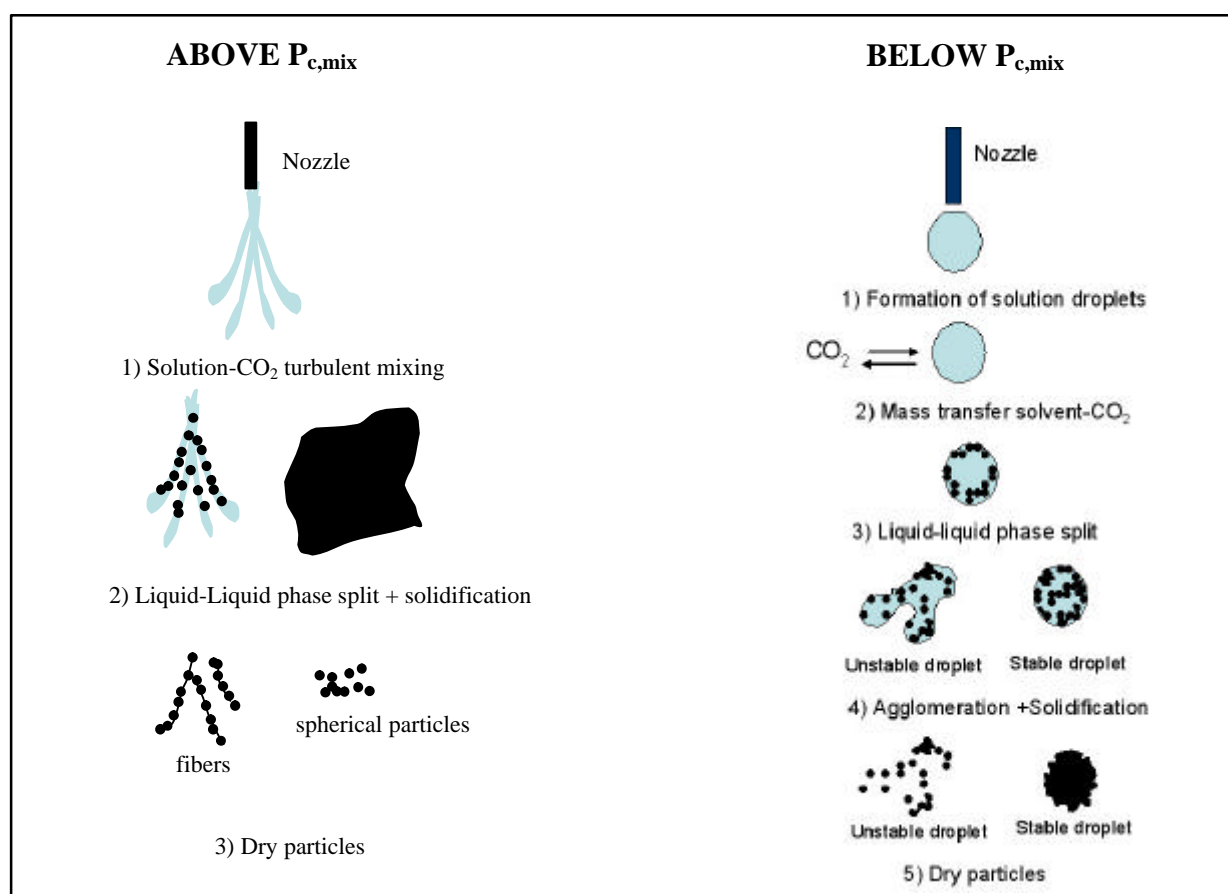 ABOVE Pc,mix
Nozzle
1) Solution-CO2 turbulent mixing
2) Liquid-Liquid phase split + solidification
fibers
spherical particles
3) Dry particles
BELOW Pc,mix
Nozzle
1) Formation of solution droplets
CO2
2) Mass transfer solvent-CO2
3) Liquid-liquid phase split
Unstable droplet Stable droplet
4) Agglomeration +Solidification
Unstable droplet Stable droplet
5) Dry particles